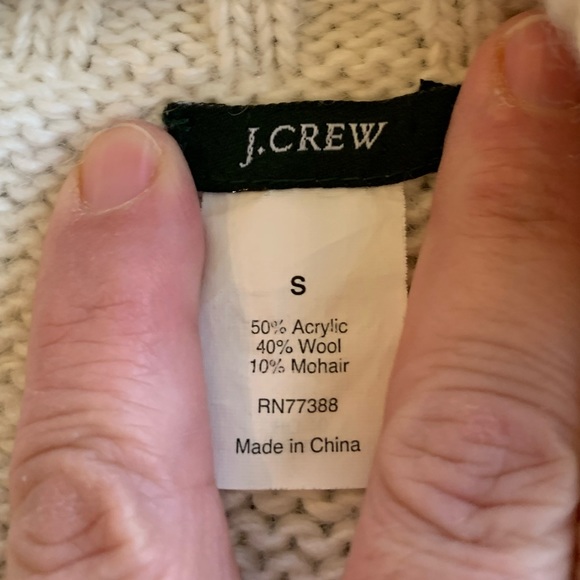 J.CREW
S
50% Acrylic
40% Wool
10% Mohair
RN77388
Made in China